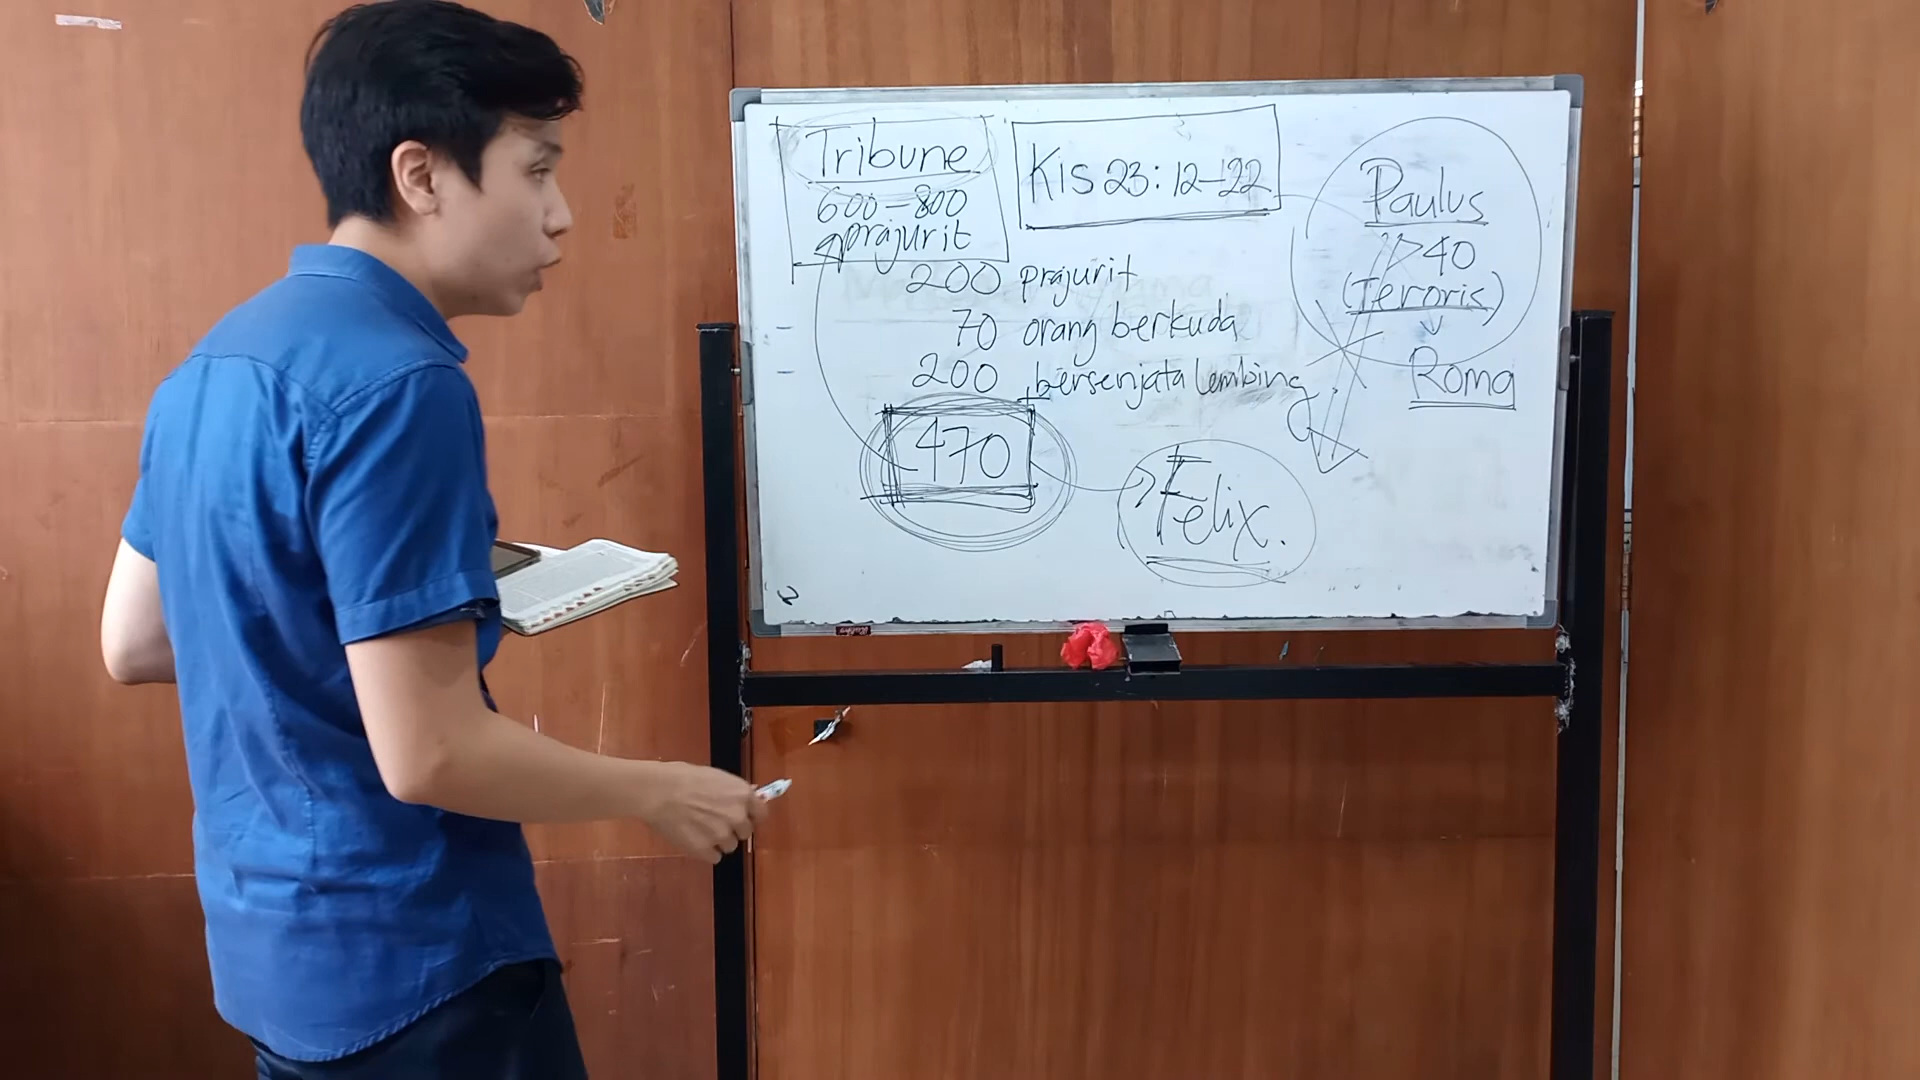 Tribune
600–800
prajurit
Kis 23:12–22
Paulus
>40
(Teroris)
Roma
200 prajurit
70 orang berkuda
200 bersenjata lembing
470
Felix.